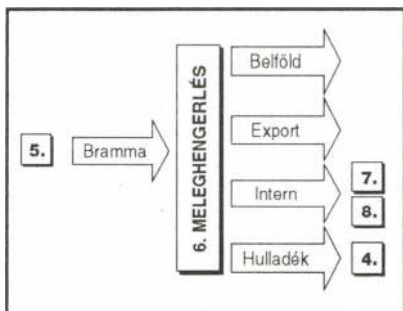 5.
Bramma
6. MELEGHENGERLÉS
Belföld
Export
Intern
7.
8.
Hulladék
4.